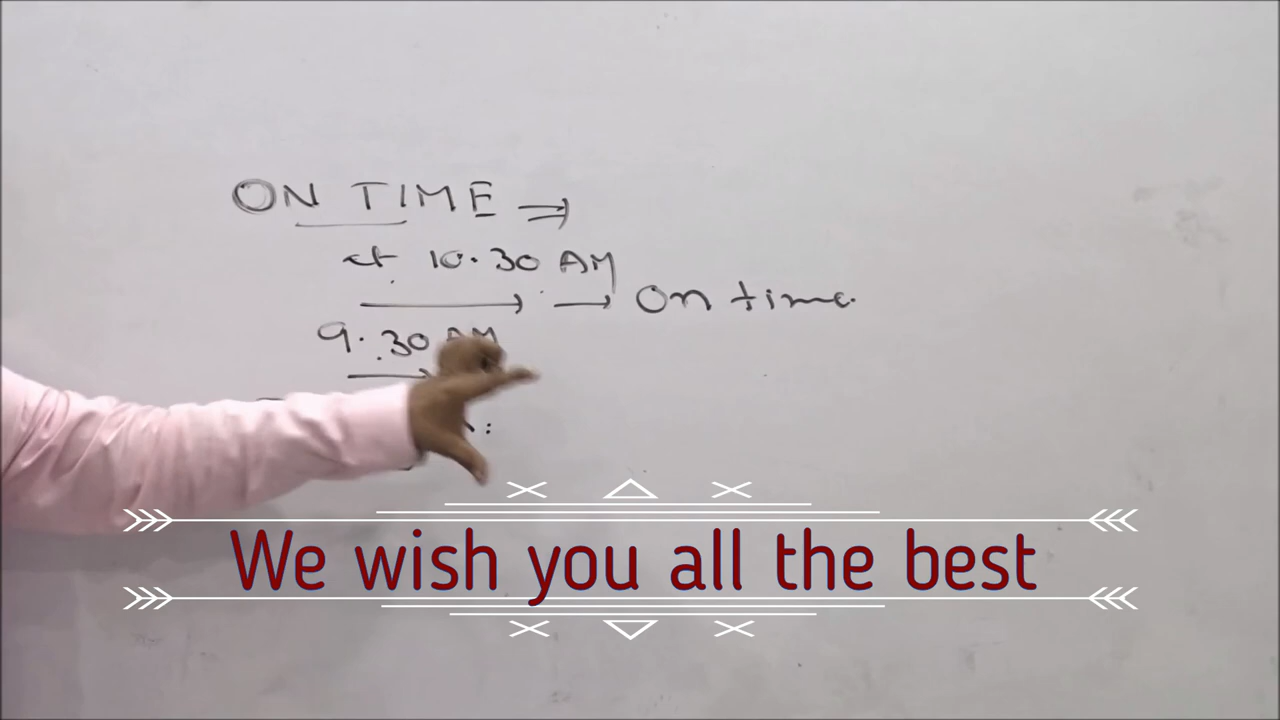 ON TIME ⇒
at 10.30 AM
→ → On time.
9.30 AM
→
We wish you all the best